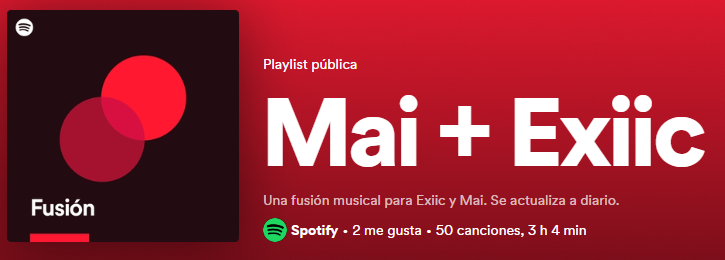 Playlist pública
Mai + Exiic
Fusión
Una fusión musical para Exiic y Mai. Se actualiza a diario.
Spotify • 2 me gusta • 50 canciones, 3 h 4 min